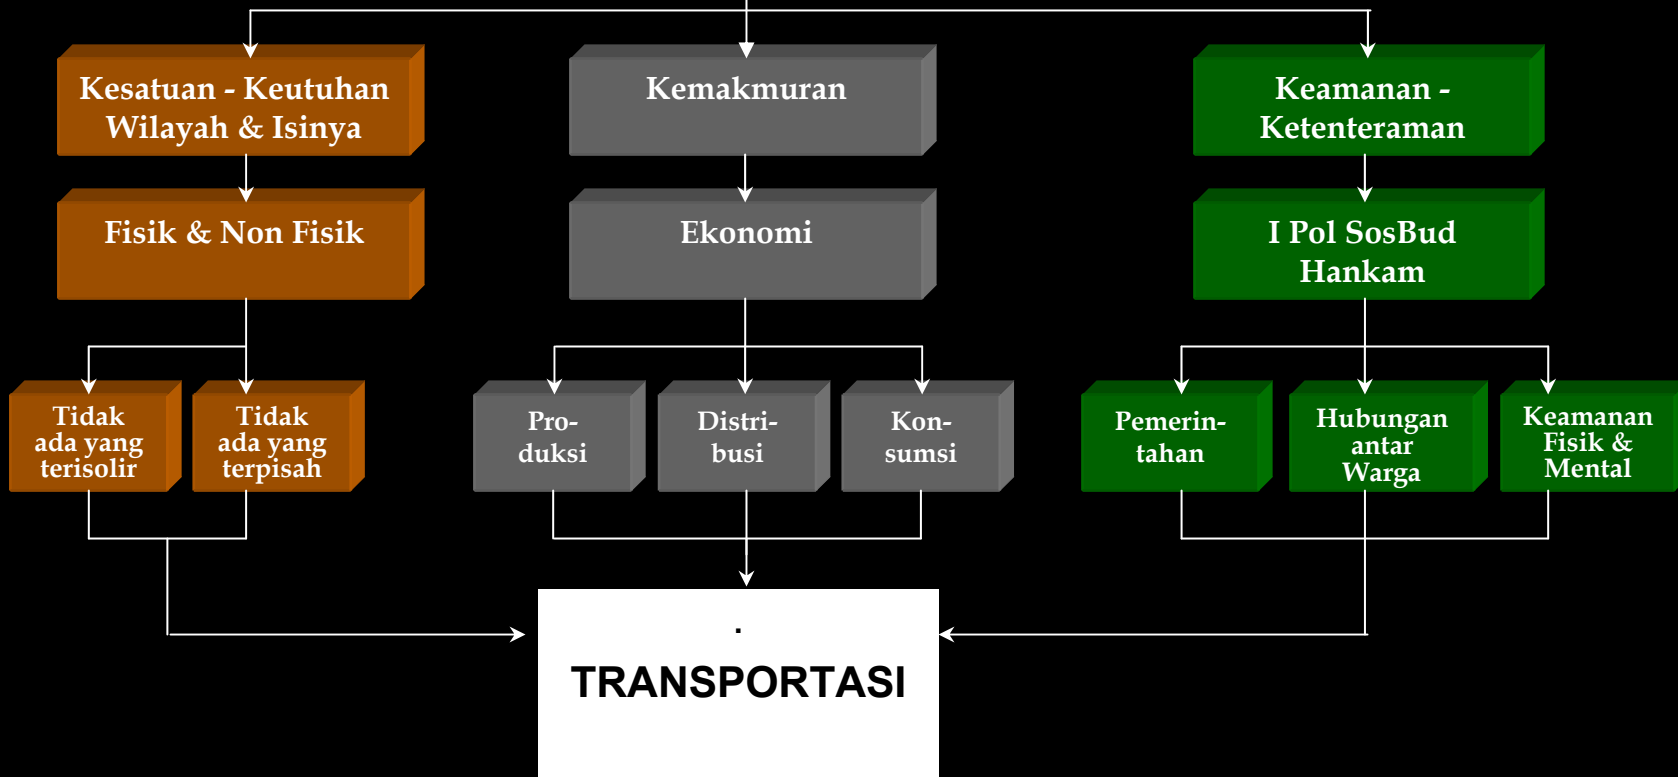 Kesatuan - Keutuhan
Wilayah & Isinya
Kemakmuran
Keamanan -
Ketenteraman
Fisik & Non Fisik
Ekonomi
I Pol SosBud
Hankam
Tidak
ada yang
terisolir
Tidak
ada yang
terpisah
Pro-
duksi
Distri-
busi
Kon-
sumsi
Pemerin-
tahan
Hubungan
antar
Warga
Keamanan
Fisik &
Mental
.
TRANSPORTASI